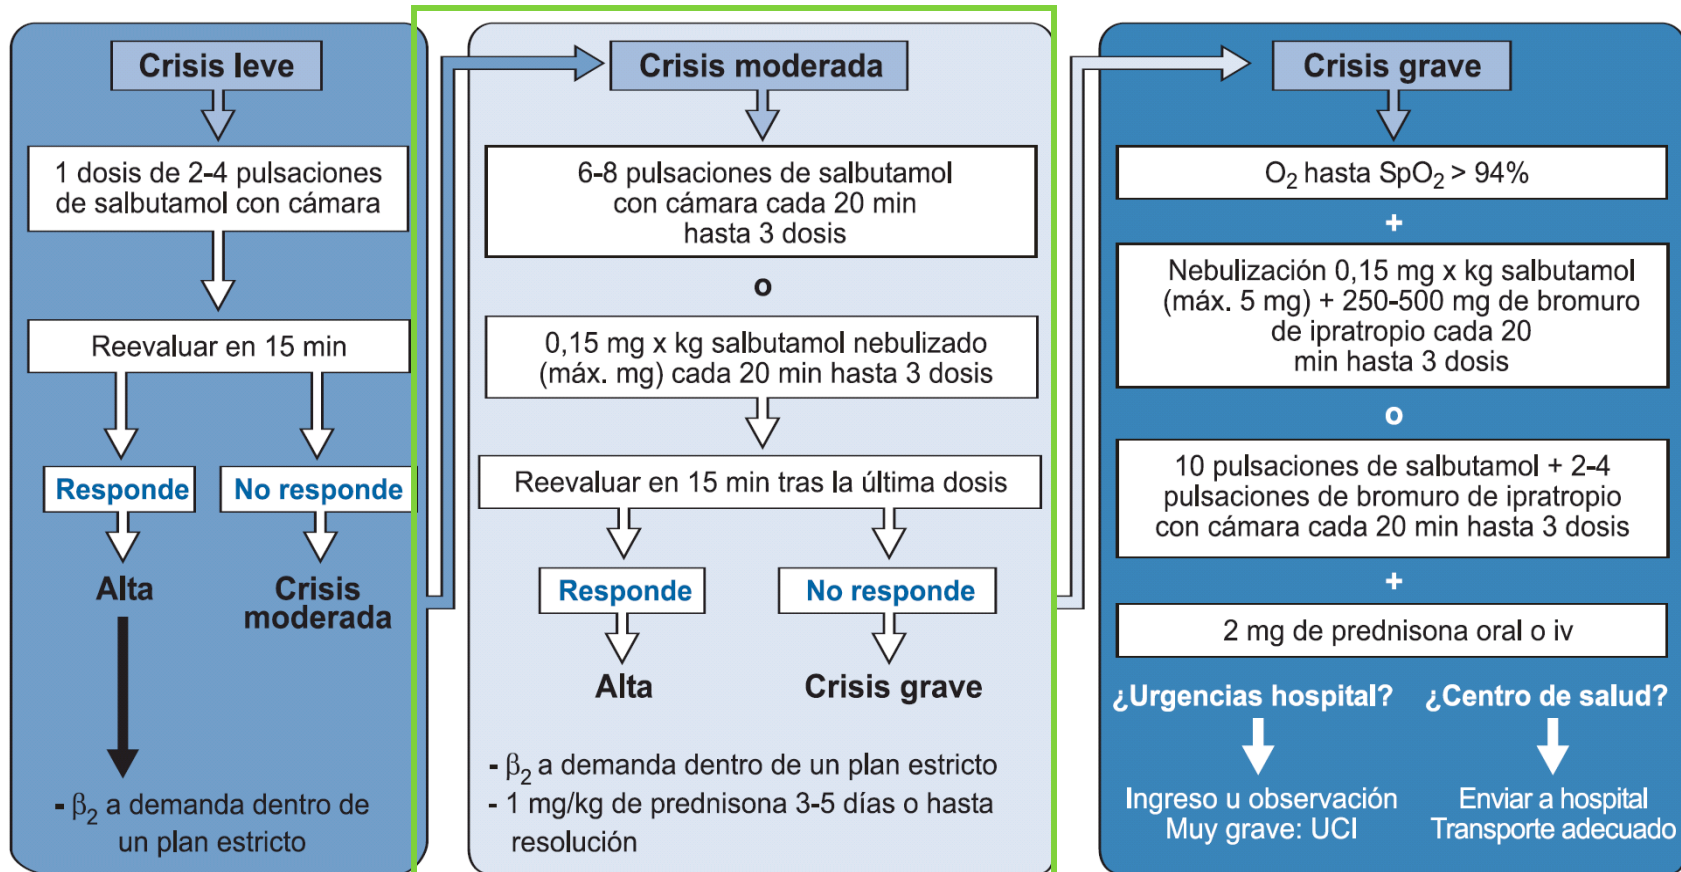 Crisis leve
1 dosis de 2-4 pulsaciones
de salbutamol con cámara
Reevaluar en 15 min
Responde
No responde
Alta
Crisis
moderada
- β₂ a demanda dentro de
un plan estricto
Crisis moderada
6-8 pulsaciones de salbutamol
con cámara cada 20 min
hasta 3 dosis
o
0,15 mg x kg salbutamol nebulizado
(máx. mg) cada 20 min hasta 3 dosis
Reevaluar en 15 min tras la última dosis
Responde
No responde
Alta
Crisis grave
- β₂ a demanda dentro de un plan estricto
- 1 mg/kg de prednisona 3-5 días o hasta
resolución
Crisis grave
O₂ hasta SpO₂ > 94%
+
Nebulización 0,15 mg x kg salbutamol
(máx. 5 mg) + 250-500 mg de bromuro
de ipratropio cada 20
min hasta 3 dosis
o
10 pulsaciones de salbutamol + 2-4
pulsaciones de bromuro de ipratropio
con cámara cada 20 min hasta 3 dosis
+
2 mg de prednisona oral o iv
¿Urgencias hospital?
¿Centro de salud?
Ingreso u observación
Muy grave: UCI
Enviar a hospital
Transporte adecuado